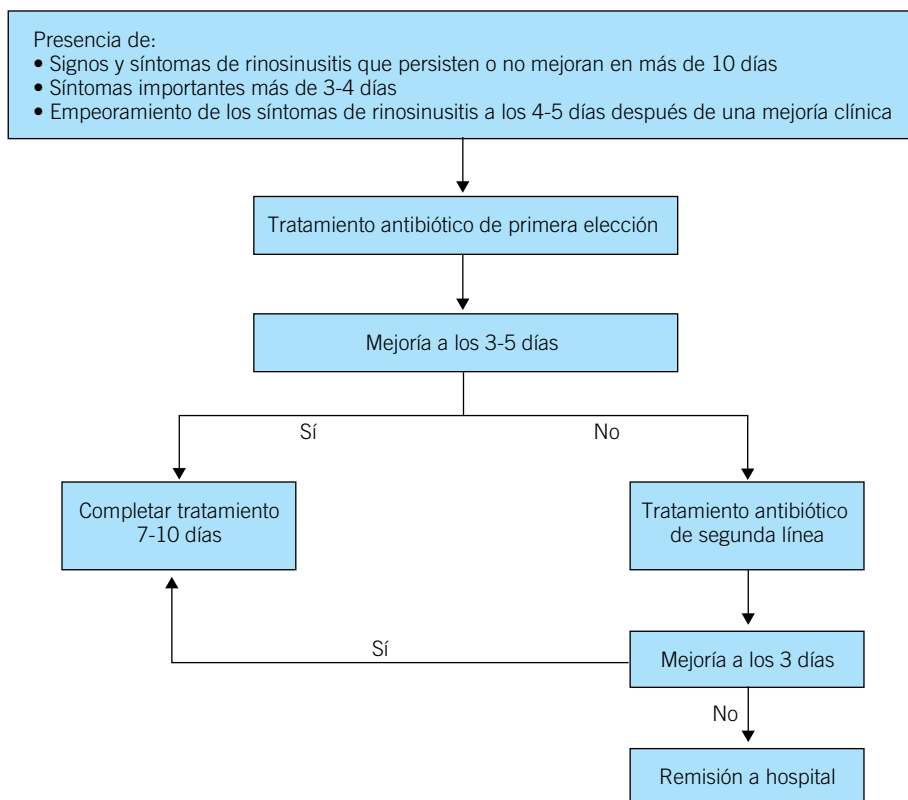 Presencia de:
• Signos y síntomas de rinosinusitis que persisten o no mejoran en más de 10 días
• Síntomas importantes más de 3-4 días
• Empeoramiento de los síntomas de rinosinusitis a los 4-5 días después de una mejoría clínica
Tratamiento antibiótico de primera elección
Mejoría a los 3-5 días
Sí
No
Completar tratamiento
7-10 días
Tratamiento antibiótico
de segunda línea
Sí
Mejoría a los 3 días
No
Remisión a hospital